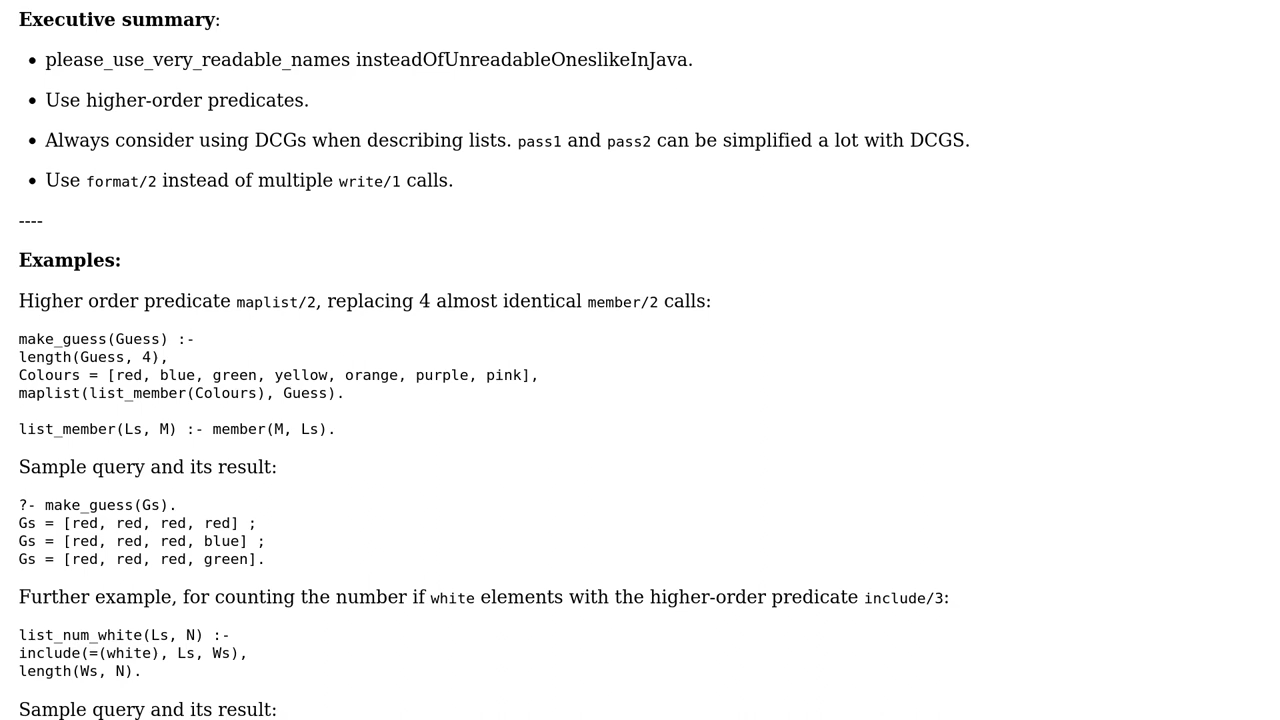 Executive summary:
• please_use_very_readable_names insteadOfUnreadableOneslikeInJava.
• Use higher-order predicates.
• Always consider using DCGs when describing lists. pass1 and pass2 can be simplified a lot with DCGS.
• Use format/2 instead of multiple write/1 calls.
----
Examples:
Higher order predicate maplist/2, replacing 4 almost identical member/2 calls:
make_guess(Guess) :-
length(Guess, 4),
Colours = [red, blue, green, yellow, orange, purple, pink],
maplist(list_member(Colours), Guess).
list_member(Ls, M) :- member(M, Ls).
Sample query and its result:
?- make_guess(Gs).
Gs = [red, red, red, red] ;
Gs = [red, red, red, blue] ;
Gs = [red, red, red, green].
Further example, for counting the number if white elements with the higher-order predicate include/3:
list_num_white(Ls, N) :-
include(=(white), Ls, Ws),
length(Ws, N).
Sample query and its result: